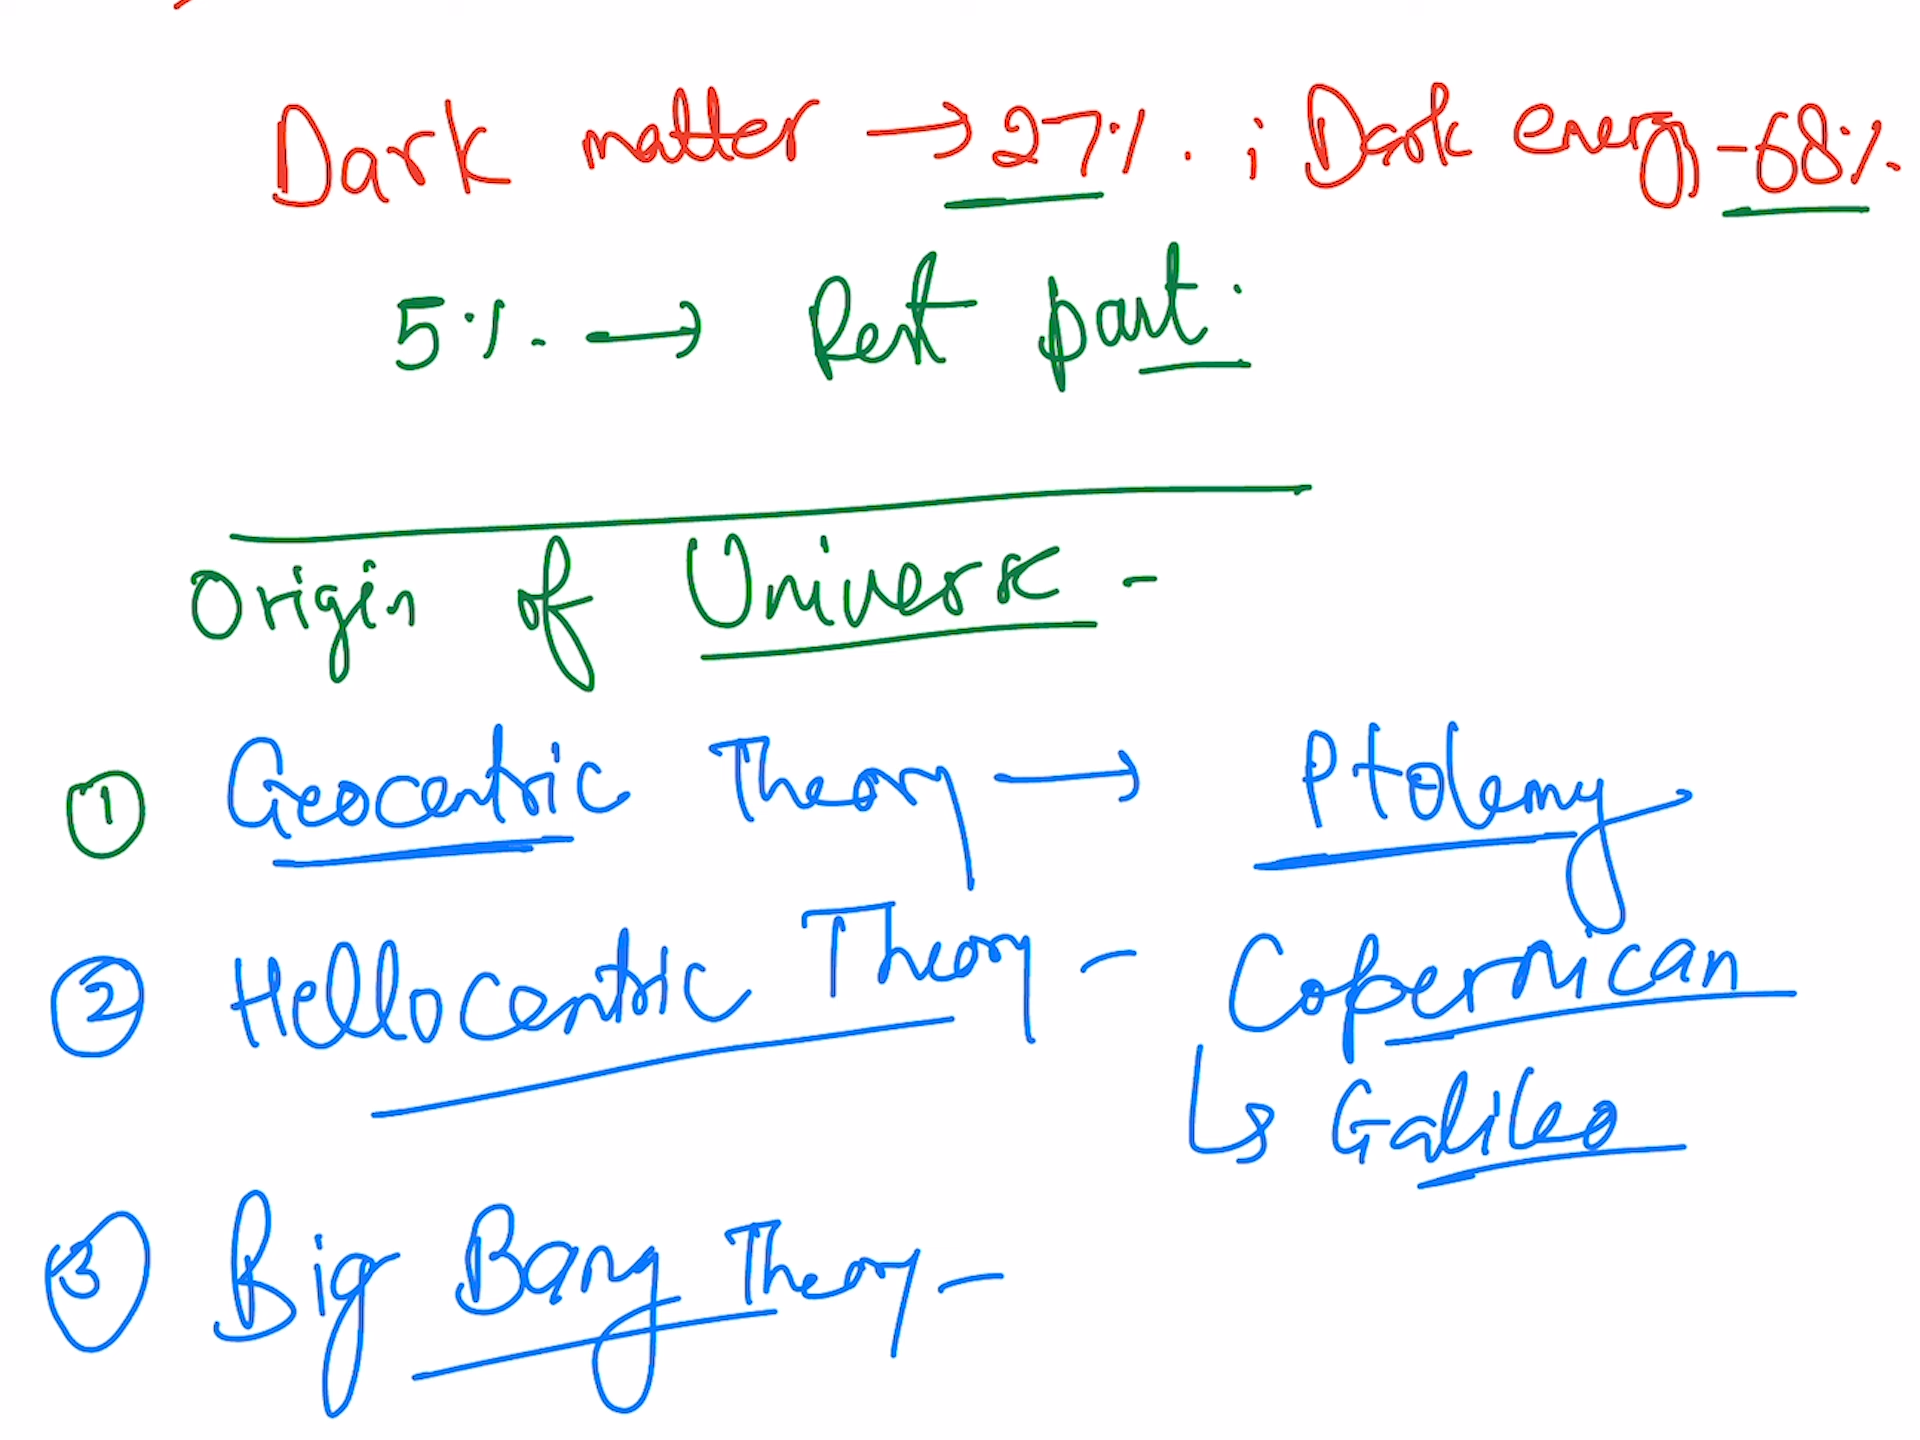 Dark matter → 27%. ; Dark energy - 68%.
5%. → Rest part.
Origin of Universe -
① Geocentric Theory → Ptolemy
② Hellocentric Theory - Copernican
↳ Galileo
③ Big Bang Theory -